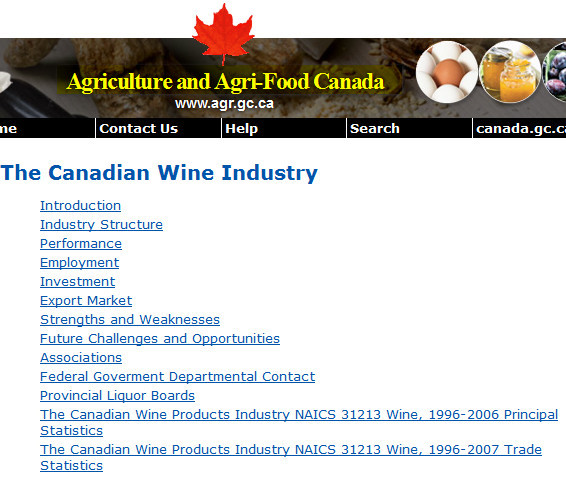 Agriculture and Agri-Food Canada
www.agr.gc.ca
me Contact Us Help Search canada.gc.ca
The Canadian Wine Industry
Introduction
Industry Structure
Performance
Employment
Investment
Export Market
Strengths and Weaknesses
Future Challenges and Opportunities
Associations
Federal Goverment Departmental Contact
Provincial Liquor Boards
The Canadian Wine Products Industry NAICS 31213 Wine, 1996-2006 Principal
Statistics
The Canadian Wine Products Industry NAICS 31213 Wine, 1996-2007 Trade
Statistics